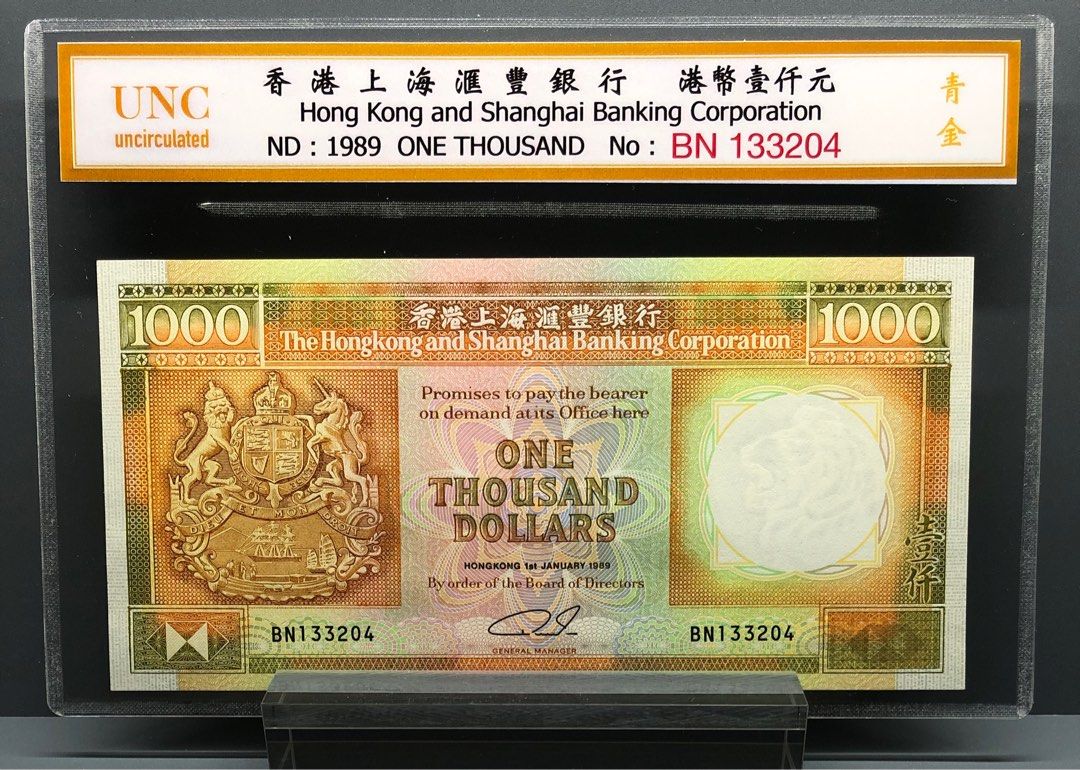 香港上海滙豐銀行 港幣壹仟元
UNC
uncirculated
Hong Kong and Shanghai Banking Corporation
ND : 1989 ONE THOUSAND No : BN 133204
青金
1000
香港上海滙豐銀行
1000
The Hongkong and Shanghai Banking Corporation
Promises to pay the bearer
on demand at its Office here
ONE
THOUSAND
DOLLARS
DIEU ET MON DROIT
HONGKONG 1st JANUARY 1989
By order of the Board of Directors
壹仟
BN133204
BN133204
GENERAL MANAGER